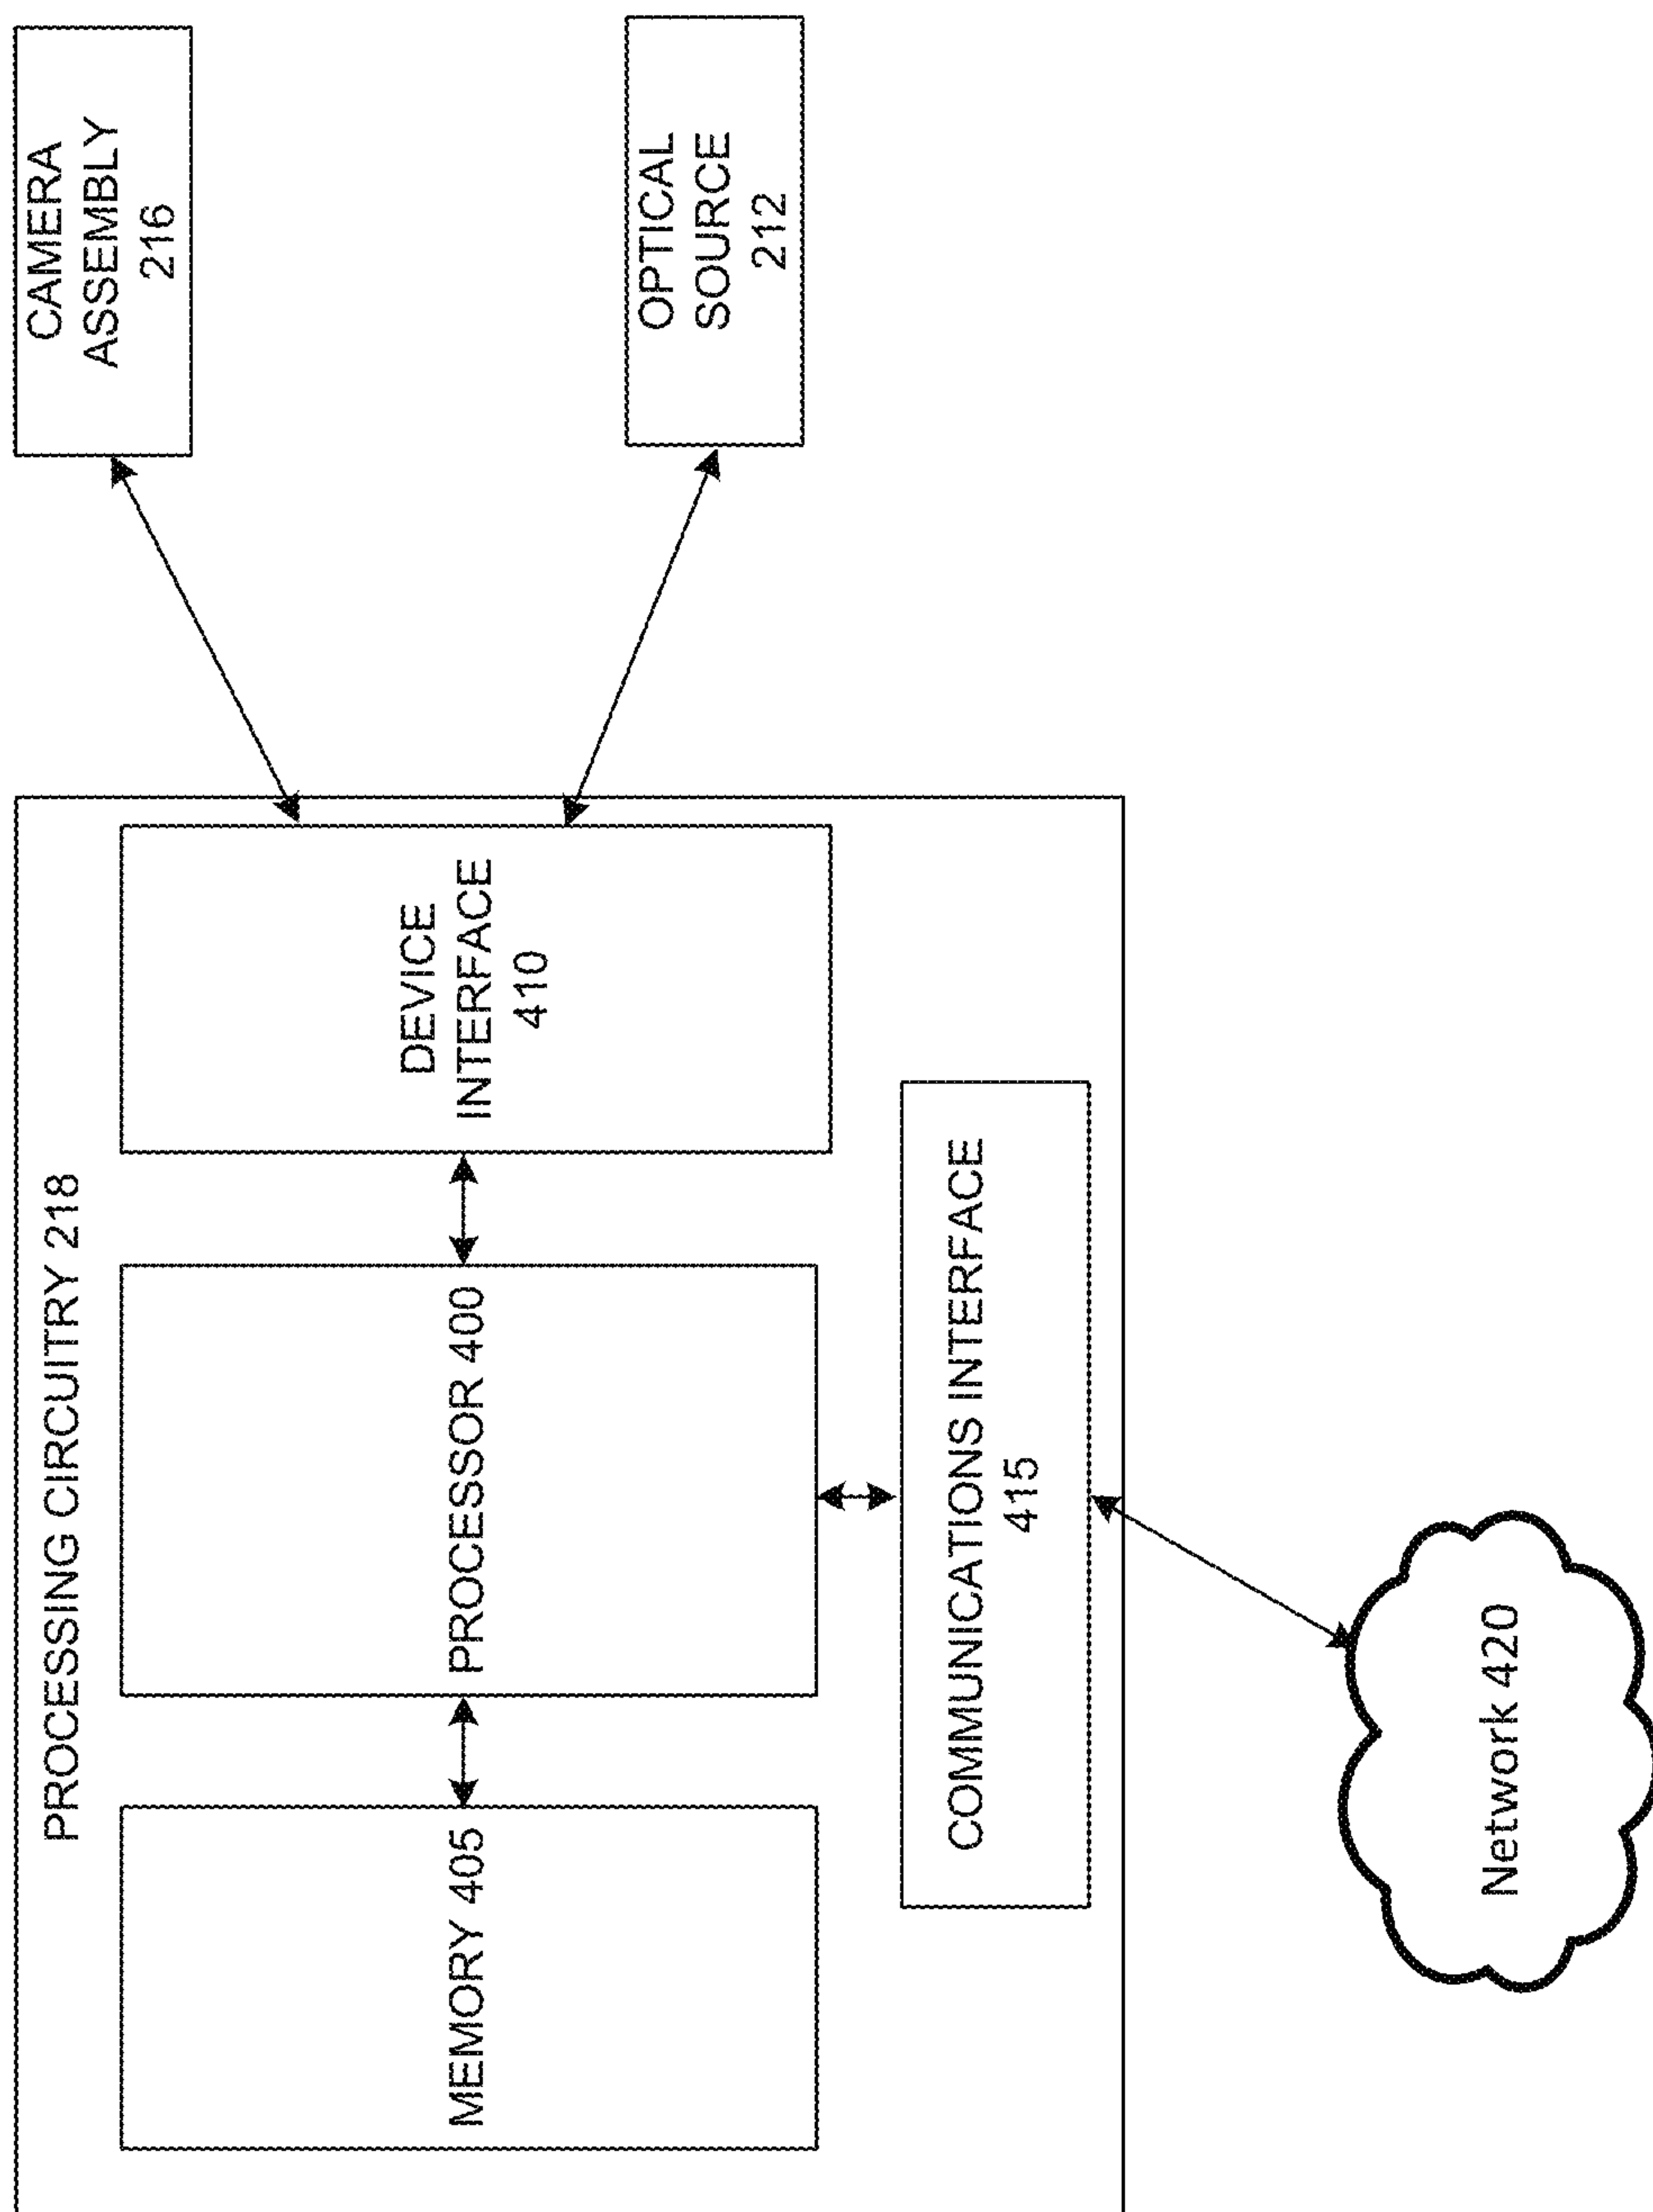 PROCESSING CIRCUITRY 218
MEMORY 405
PROCESSOR 400
DEVICE
INTERFACE
410
COMMUNICATIONS INTERFACE
415
CAMERA
ASSEMBLY
216
OPTICAL
SOURCE
212
Network 420